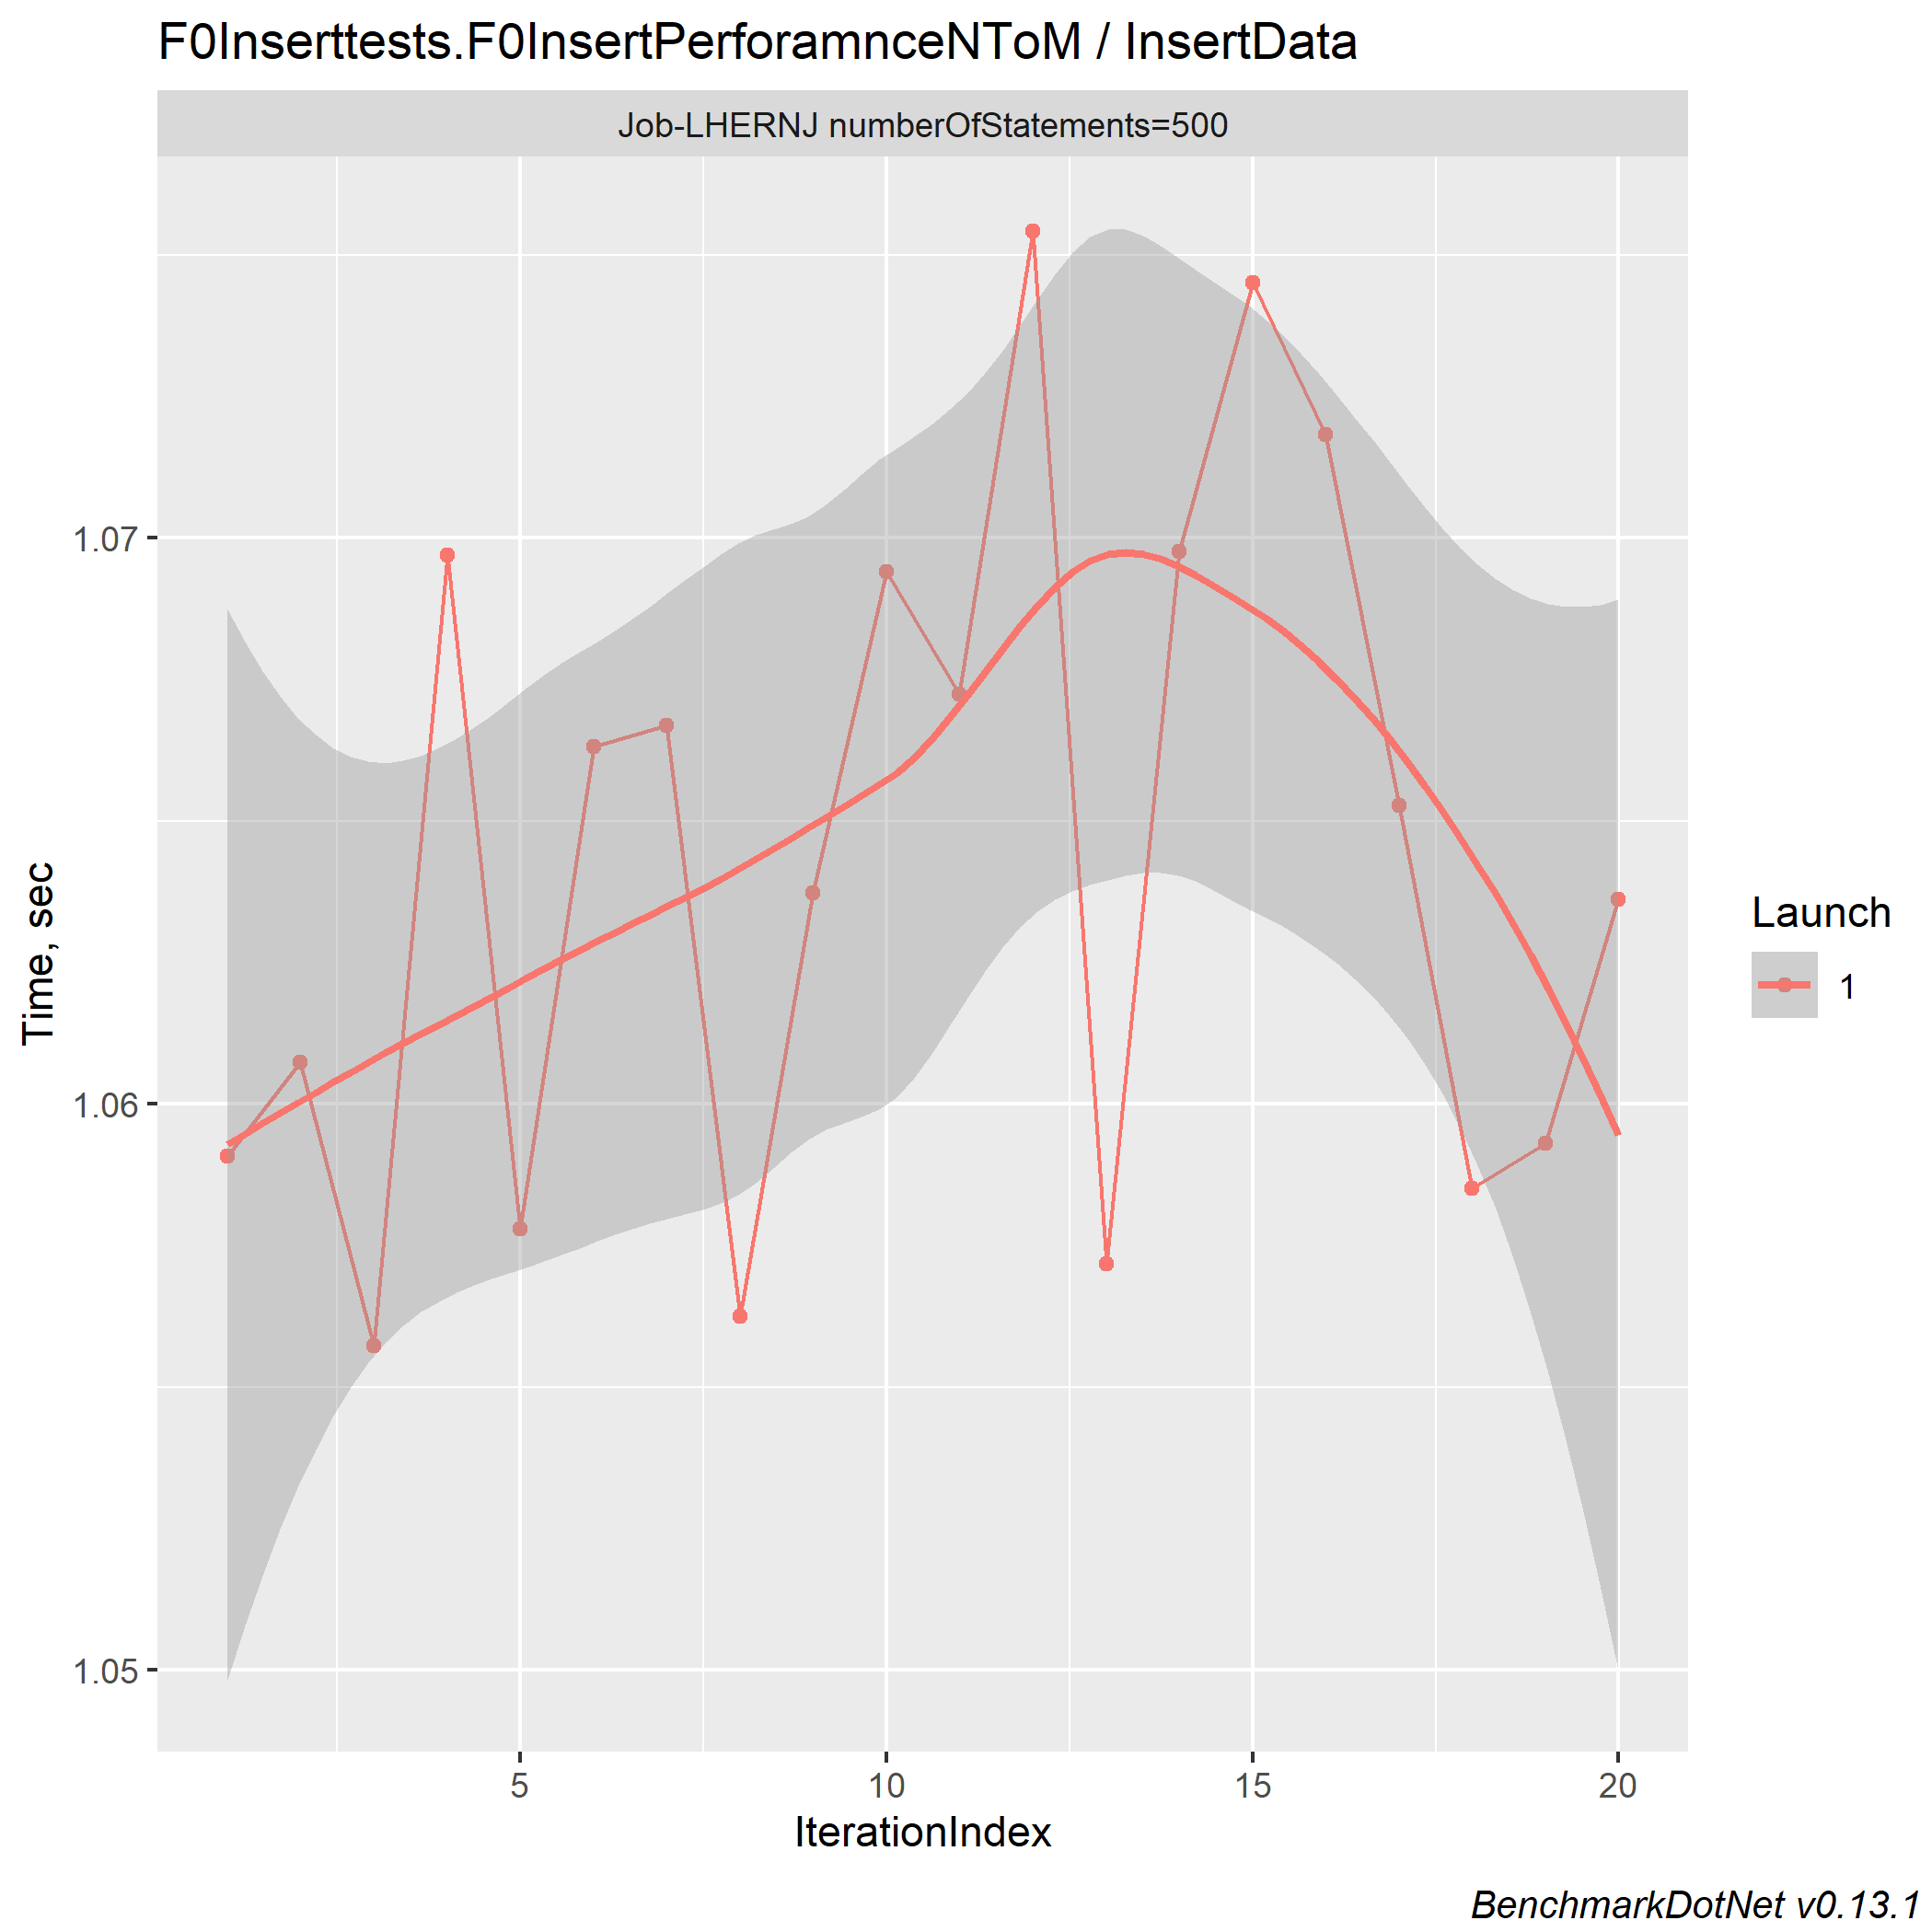 F0Inserttests.F0InsertPerforamnceNToM / InsertData
Job-LHERNJ numberOfStatements=500
1.07
1.06
1.05
Time, sec
5 10 15 20
IterationIndex
Launch
1
BenchmarkDotNet v0.13.1